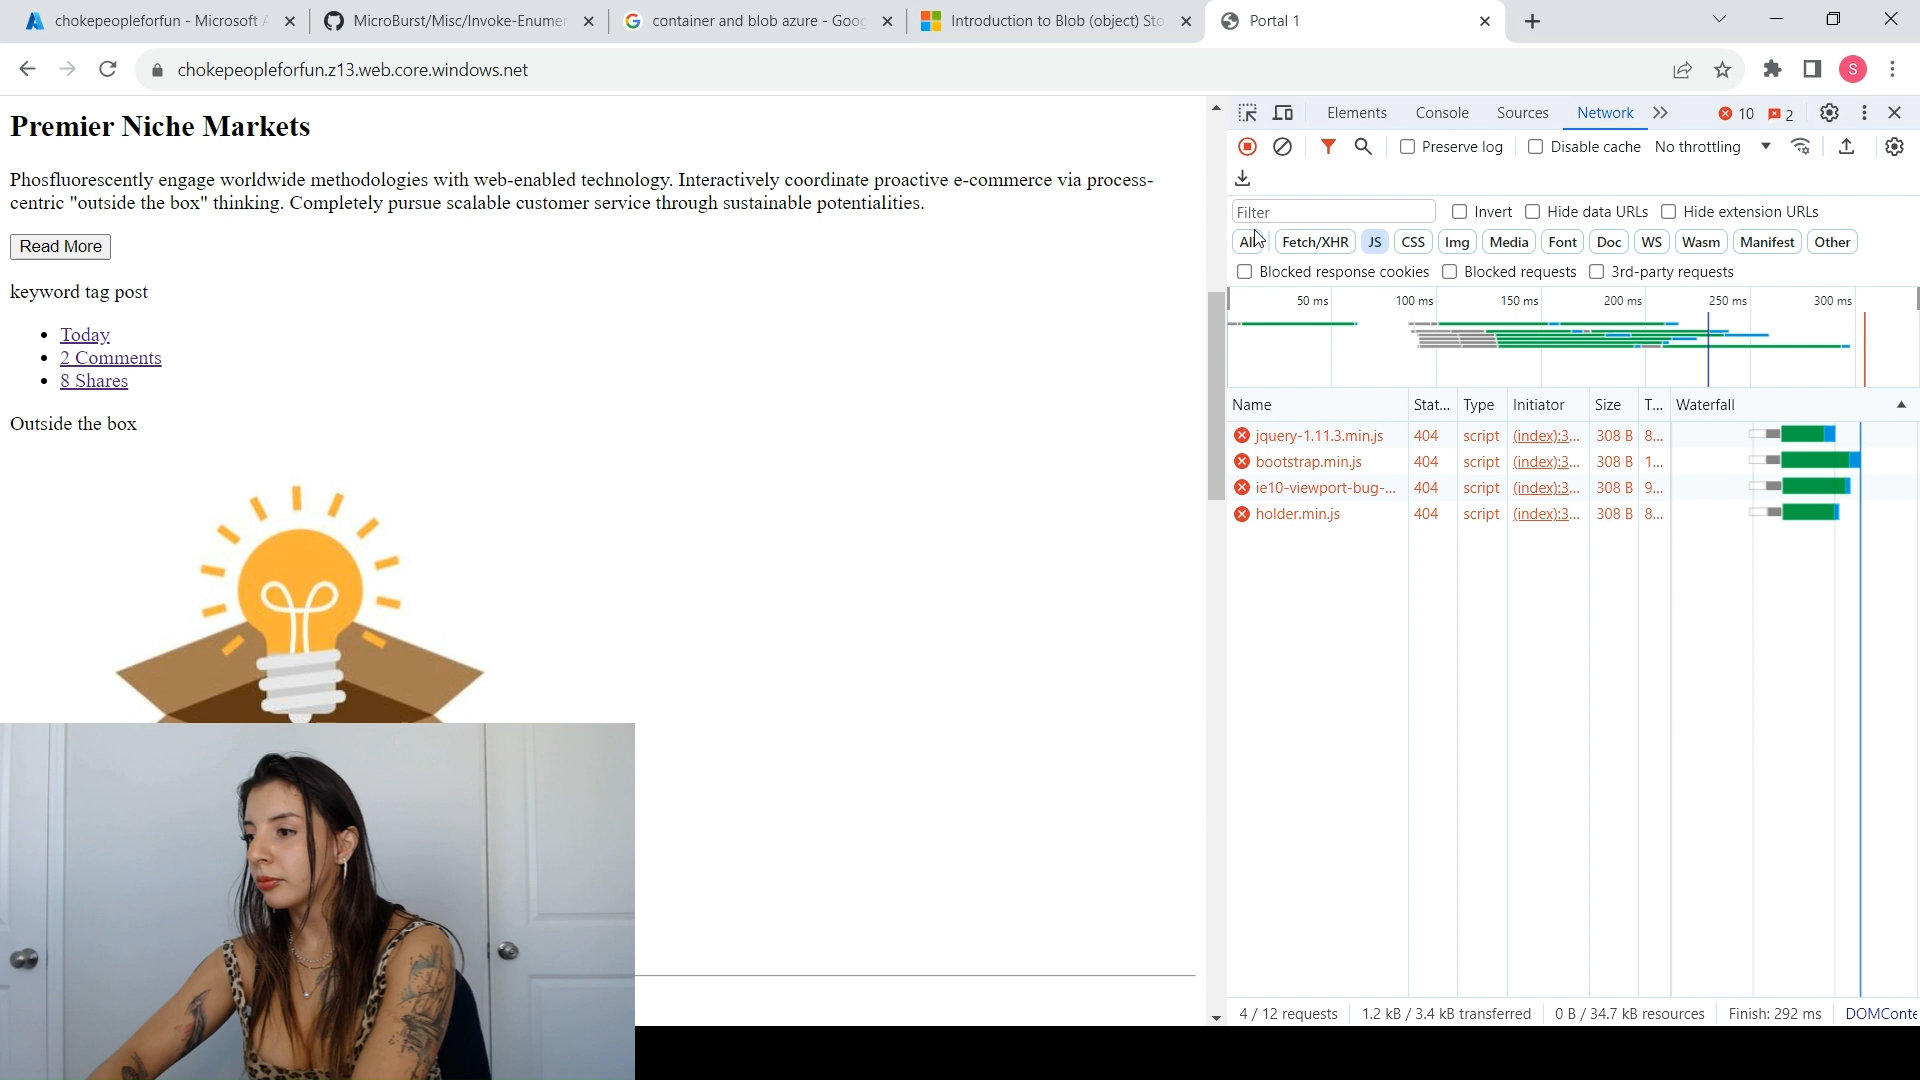 chokepeopleforfun - Microsoft A
MicroBurst/Misc/Invoke-Enumer
container and blob azure - Goog
Introduction to Blob (object) Sto
Portal 1
chokepeopleforfun.z13.web.core.windows.net
S
Premier Niche Markets
Phosfluorescently engage worldwide methodologies with web-enabled technology. Interactively coordinate proactive e-commerce via process-
centric "outside the box" thinking. Completely pursue scalable customer service through sustainable potentialities.
Read More
keyword tag post
Today
2 Comments
8 Shares
Outside the box
Elements Console Sources Network 10 2
Preserve log Disable cache No throttling
Filter Invert Hide data URLs Hide extension URLs
All Fetch/XHR JS CSS Img Media Font Doc WS Wasm Manifest Other
Blocked response cookies Blocked requests 3rd-party requests
50 ms 100 ms 150 ms 200 ms 250 ms 300 ms
Name Stat... Type Initiator Size T... Waterfall
jquery-1.11.3.min.js 404 script (index):3... 308 B 8...
bootstrap.min.js 404 script (index):3... 308 B 1...
ie10-viewport-bug-... 404 script (index):3... 308 B 9...
holder.min.js 404 script (index):3... 308 B 8...
4 / 12 requests 1.2 kB / 3.4 kB transferred 0 B / 34.7 kB resources Finish: 292 ms DOMConte